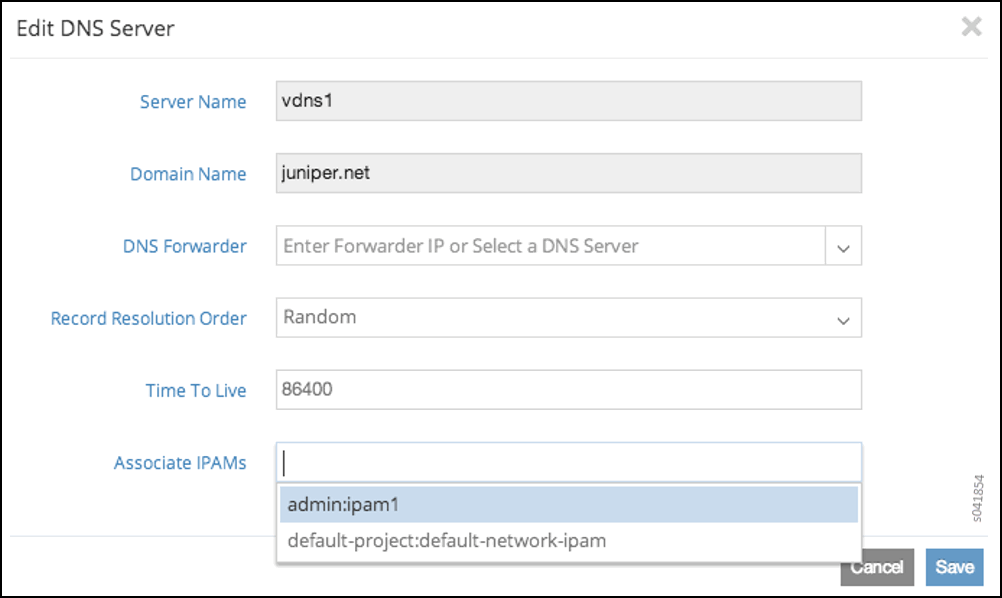 Edit DNS Server
Server Name vdns1
Domain Name juniper.net
DNS Forwarder Enter Forwarder IP or Select a DNS Server
Record Resolution Order Random
Time To Live 86400
Associate IPAMs
admin:ipam1
default-project:default-network-ipam
s041854
Cancel Save